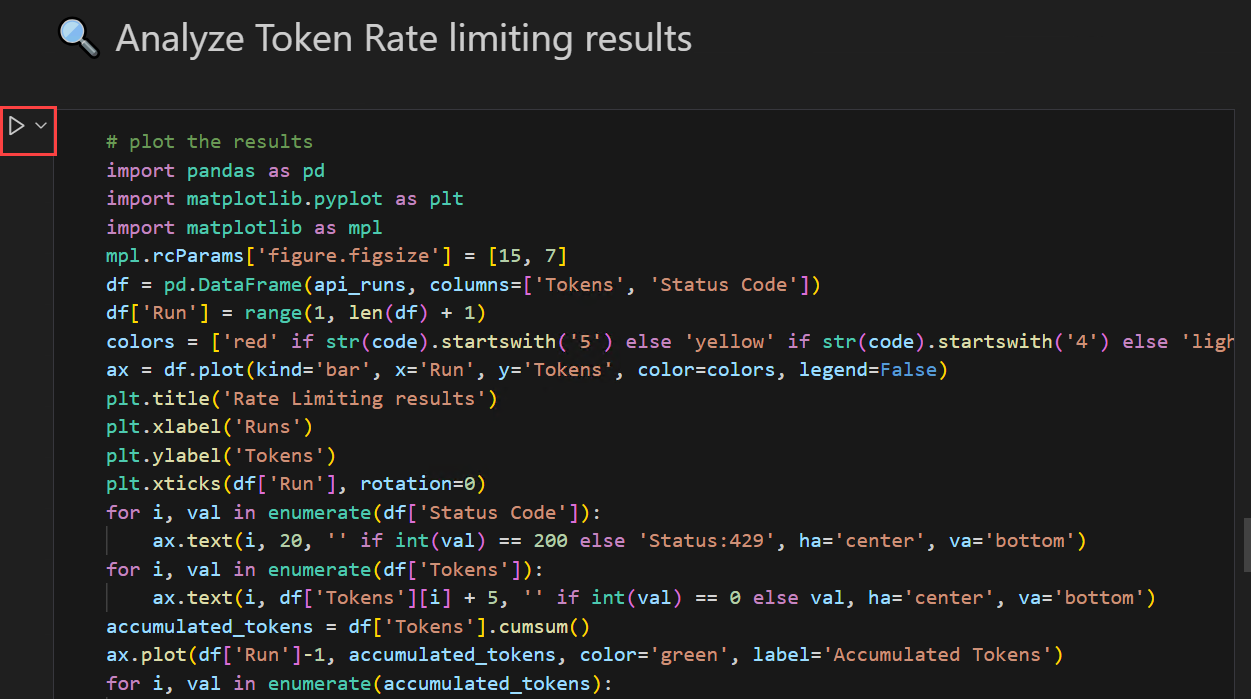 Analyze Token Rate limiting results
# plot the results
import pandas as pd
import matplotlib.pyplot as plt
import matplotlib as mpl
mpl.rcParams['figure.figsize'] = [15, 7]
df = pd.DataFrame(api_runs, columns=['Tokens', 'Status Code'])
df['Run'] = range(1, len(df) + 1)
colors = ['red' if str(code).startswith('5') else 'yellow' if str(code).startswith('4') else 'ligh
ax = df.plot(kind='bar', x='Run', y='Tokens', color=colors, legend=False)
plt.title('Rate Limiting results')
plt.xlabel('Runs')
plt.ylabel('Tokens')
plt.xticks(df['Run'], rotation=0)
for i, val in enumerate(df['Status Code']):
    ax.text(i, 20, '' if int(val) == 200 else 'Status:429', ha='center', va='bottom')
for i, val in enumerate(df['Tokens']):
    ax.text(i, df['Tokens'][i] + 5, '' if int(val) == 0 else val, ha='center', va='bottom')
accumulated_tokens = df['Tokens'].cumsum()
ax.plot(df['Run']-1, accumulated_tokens, color='green', label='Accumulated Tokens')
for i, val in enumerate(accumulated_tokens):